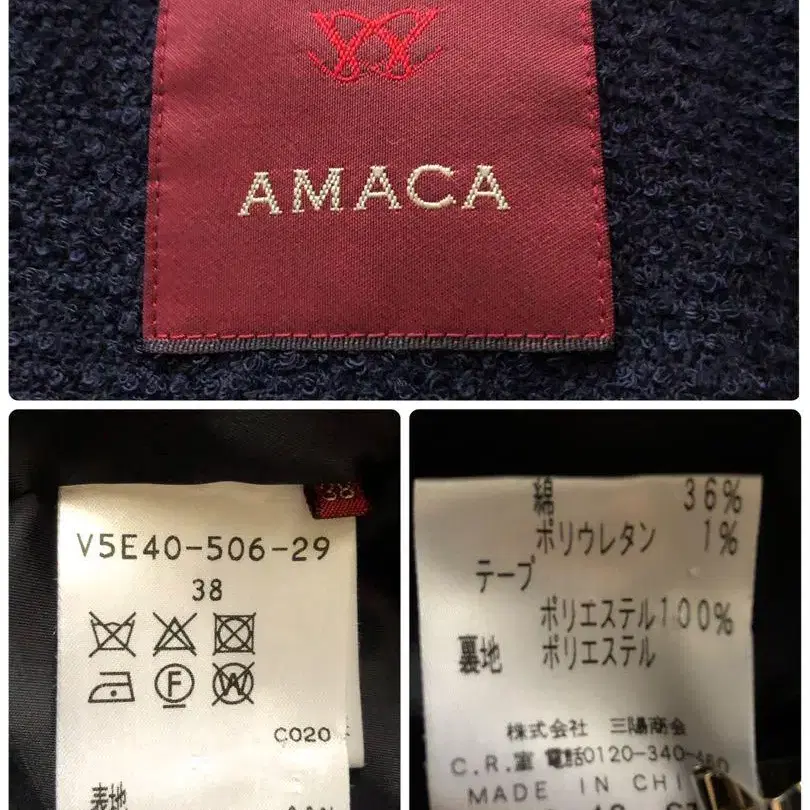 AMACA
38
V5E40-506-29
38
F
W
C020
表地
綿 36%
ポリウレタン 1%
テープ
ポリエステル100%
裏地 ポリエステル
株式会社 三陽商会
C.R.室 電話0120-340-460
MADE IN CHI